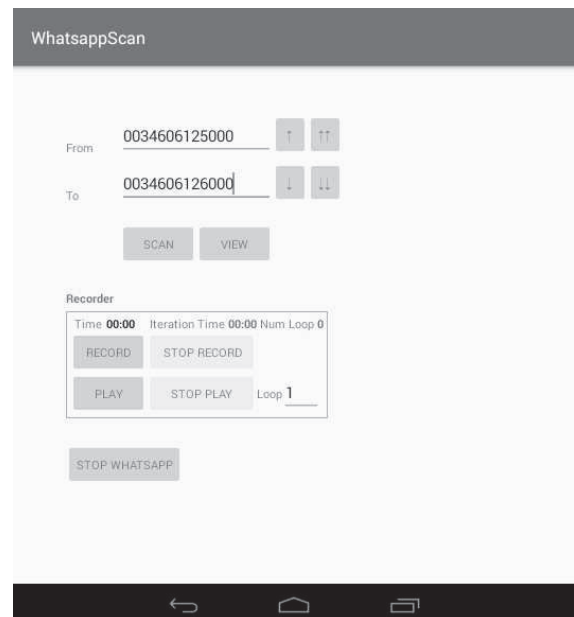 WhatsappScan
From 0034606125000 ↑ ↑↑
To 0034606126000 ↓ ↓↓
SCAN VIEW
Recorder
Time 00:00 Iteration Time 00:00 Num Loop 0
RECORD STOP RECORD
PLAY STOP PLAY Loop 1
STOP WHATSAPP